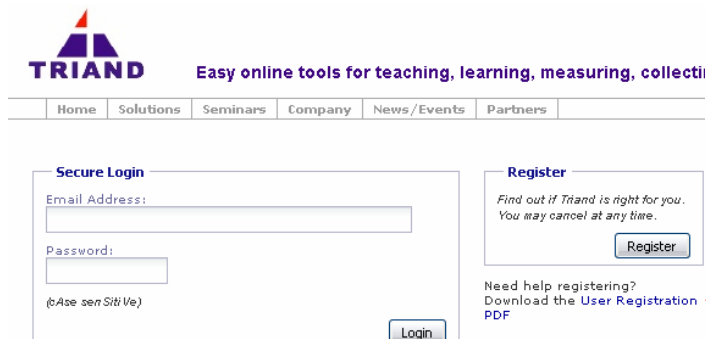 TRIAND
Easy online tools for teaching, learning, measuring,
Home Solutions Seminars Company News/Events Partners
Secure Login
Email Address:
Password:
(cAse senSitiVe)
Login
Register
Find out if Triand is right for you.
You may cancel at any time.
Register
Need help registering?
Download the User Registration
PDF